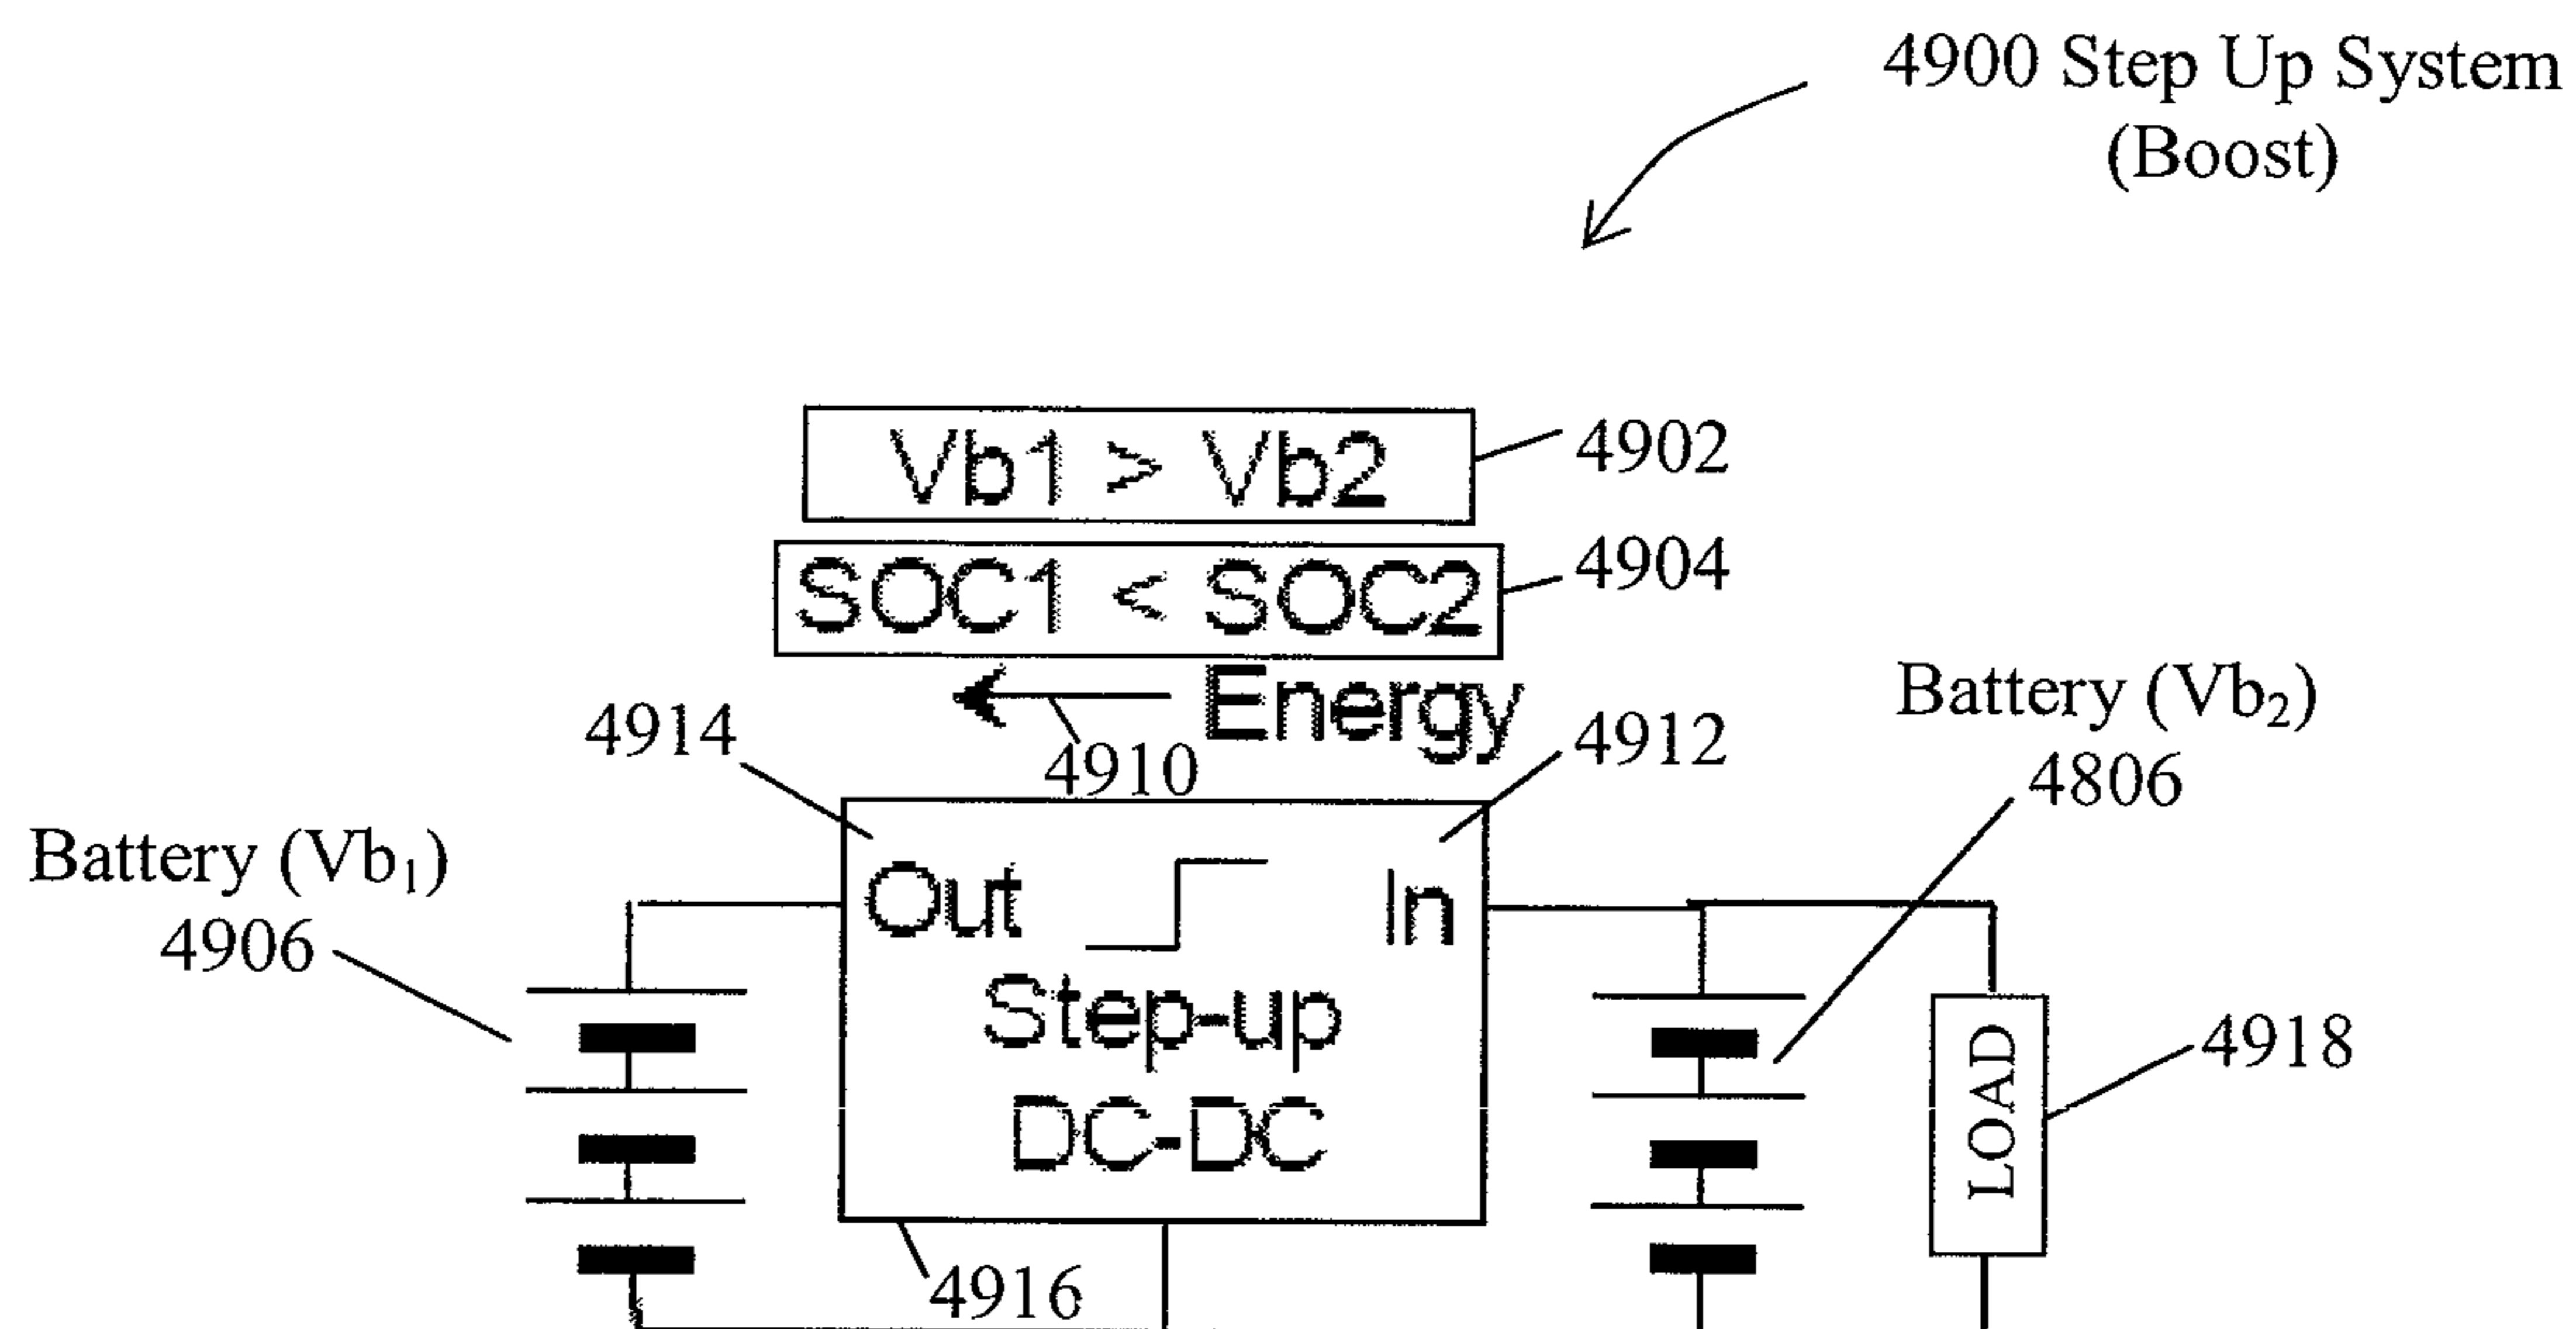 4900 Step Up System
(Boost)
Vb1 > Vb2
4902
SOC1 < SOC2
4904
Energy
4910
4914
4912
Battery (Vb₂)
4806
Battery (Vb₁)
4906
Out
In
Step-up
DC-DC
4916
LOAD
4918